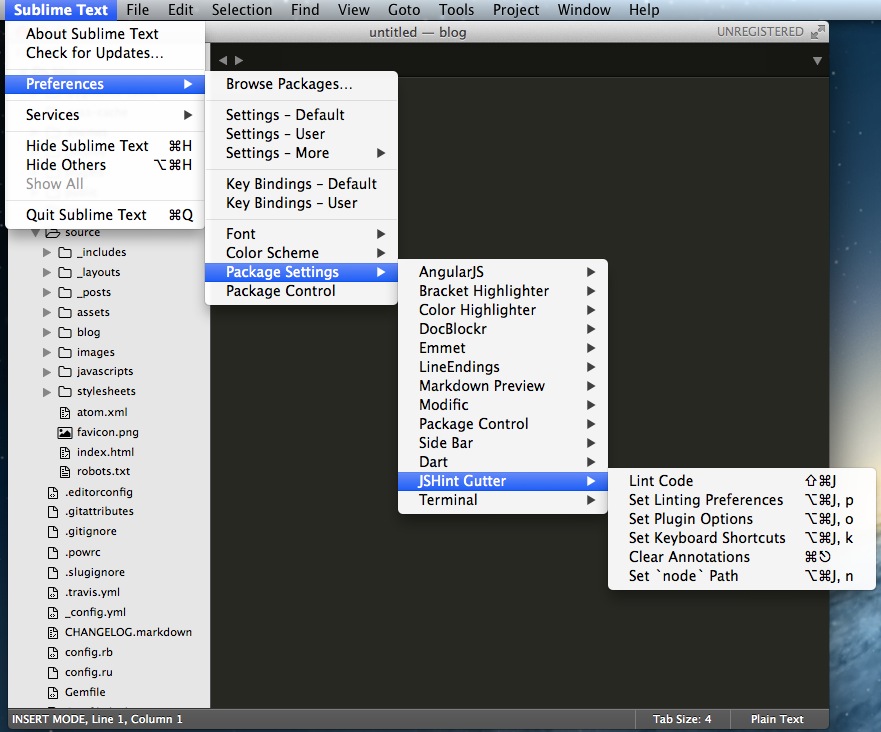 Sublime Text File Edit Selection Find View Goto Tools Project Window Help
untitled — blog UNREGISTERED
About Sublime Text
Check for Updates…
Preferences
Services
Hide Sublime Text ⌘H
Hide Others ⌥⌘H
Show All
Quit Sublime Text ⌘Q
Browse Packages…
Settings – Default
Settings – User
Settings – More
Key Bindings – Default
Key Bindings – User
Font
Color Scheme
Package Settings
Package Control
AngularJS
Bracket Highlighter
Color Highlighter
DocBlockr
Emmet
LineEndings
Markdown Preview
Modific
Package Control
Side Bar
Dart
JSHint Gutter
Terminal
Lint Code ⇧⌘J
Set Linting Preferences ⌥⌘J, p
Set Plugin Options ⌥⌘J, o
Set Keyboard Shortcuts ⌥⌘J, k
Clear Annotations ⌘⎋
Set `node` Path ⌥⌘J, n
source
_includes
_layouts
_posts
assets
blog
images
javascripts
stylesheets
atom.xml
favicon.png
index.html
robots.txt
.editorconfig
.gitattributes
.gitignore
.powrc
.slugignore
.travis.yml
_config.yml
CHANGELOG.markdown
config.rb
config.ru
Gemfile
INSERT MODE, Line 1, Column 1 Tab Size: 4 Plain Text